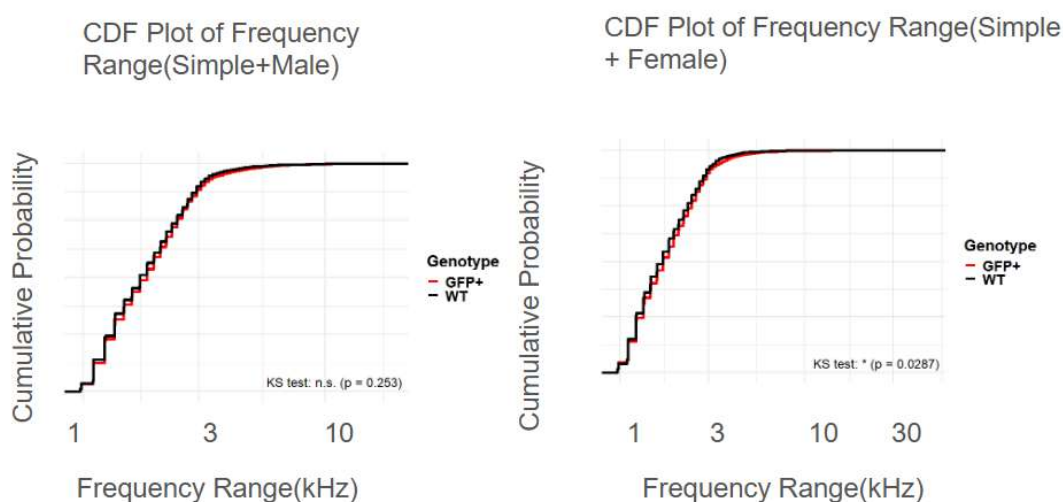 CDF Plot of Frequency
Range(Simple+Male)
Cumulative Probability
Genotype
GFP+
WT
KS test: n.s. (p = 0.253)
1 3 10
Frequency Range(kHz)
CDF Plot of Frequency Range(Simple
+ Female)
Cumulative Probability
Genotype
GFP+
WT
KS test: * (p = 0.0287)
1 3 10 30
Frequency Range(kHz)